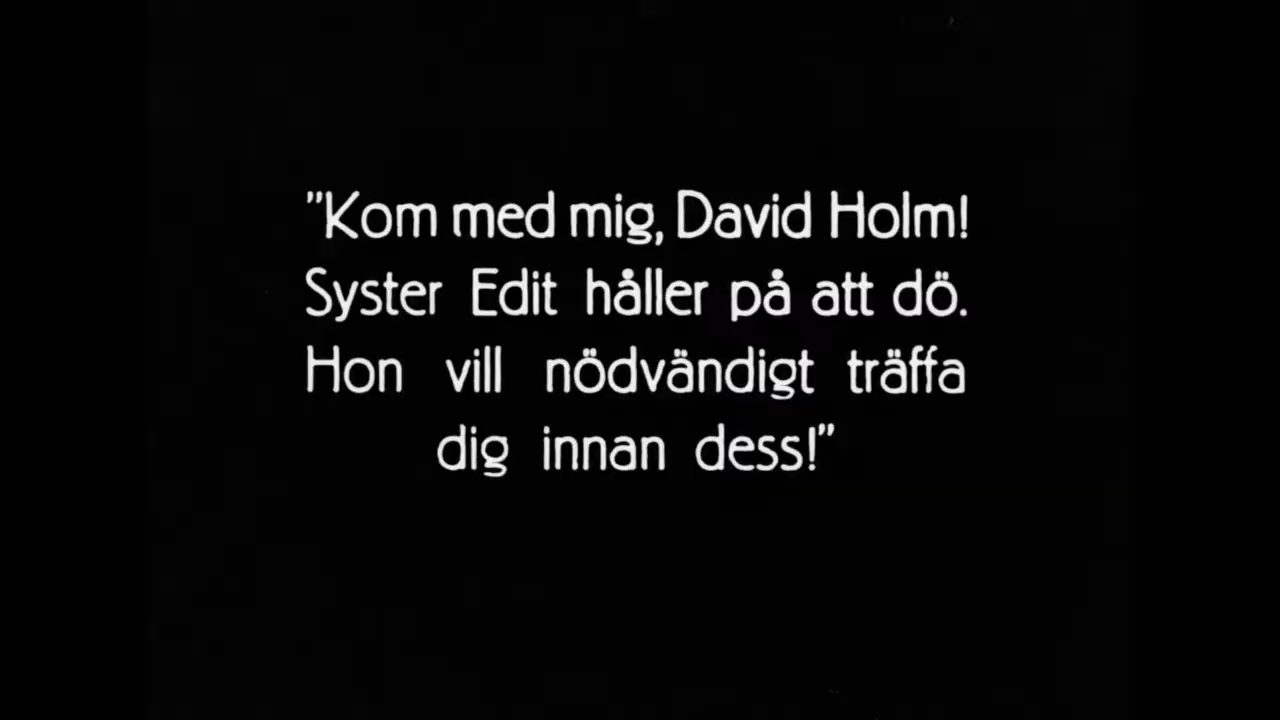 "Kom med mig, David Holm!
Syster Edit håller på att dö.
Hon vill nödvändigt träffa
dig innan dess!"